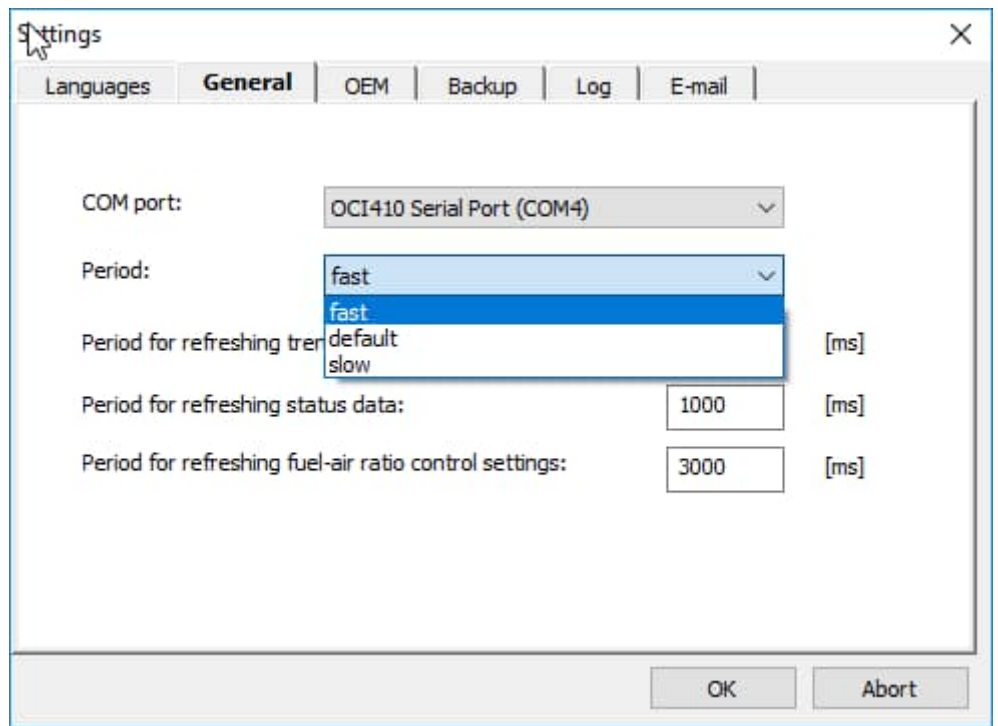 Settings
Languages General OEM Backup Log E-mail
COM port: OCI410 Serial Port (COM4)
Period: fast
fast
default
slow
Period for refreshing [ms]
Period for refreshing status data: 1000 [ms]
Period for refreshing fuel-air ratio control settings: 3000 [ms]
OK Abort